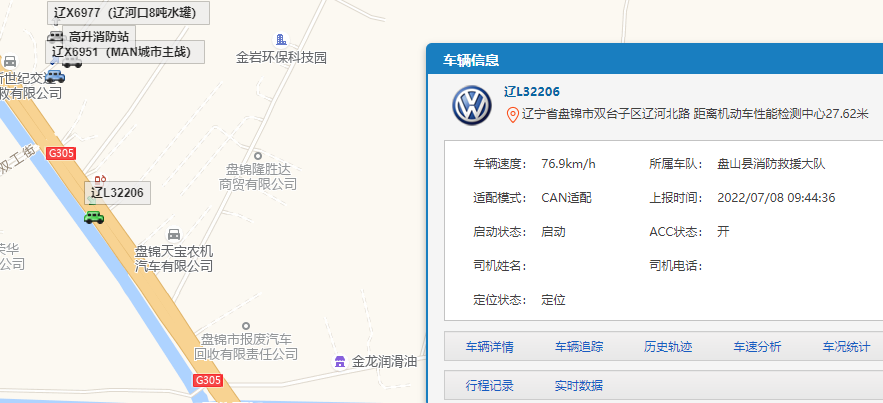 辽X6977（辽河口8吨水罐）
高升消防站
辽X6951（MAN城市主战）
金岩环保科技园
新世纪交通
收有限公司
G305
双工街
盘锦隆胜达
商贸有限公司
辽L32206
盘锦天宝农机
汽车有限公司
荣华
公司
盘锦市报废汽车
回收有限责任公司
金龙润滑油
G305
车辆信息
辽L32206
辽宁省盘锦市双台子区辽河北路 距离机动车性能检测中心27.62米
车辆速度： 76.9km/h 所属车队： 盘山县消防救援大队
适配模式： CAN适配 上报时间： 2022/07/08 09:44:36
启动状态： 启动 ACC状态： 开
司机姓名： 司机电话：
定位状态： 定位
车辆详情 车辆追踪 历史轨迹 车速分析 车况统计
行程记录 实时数据